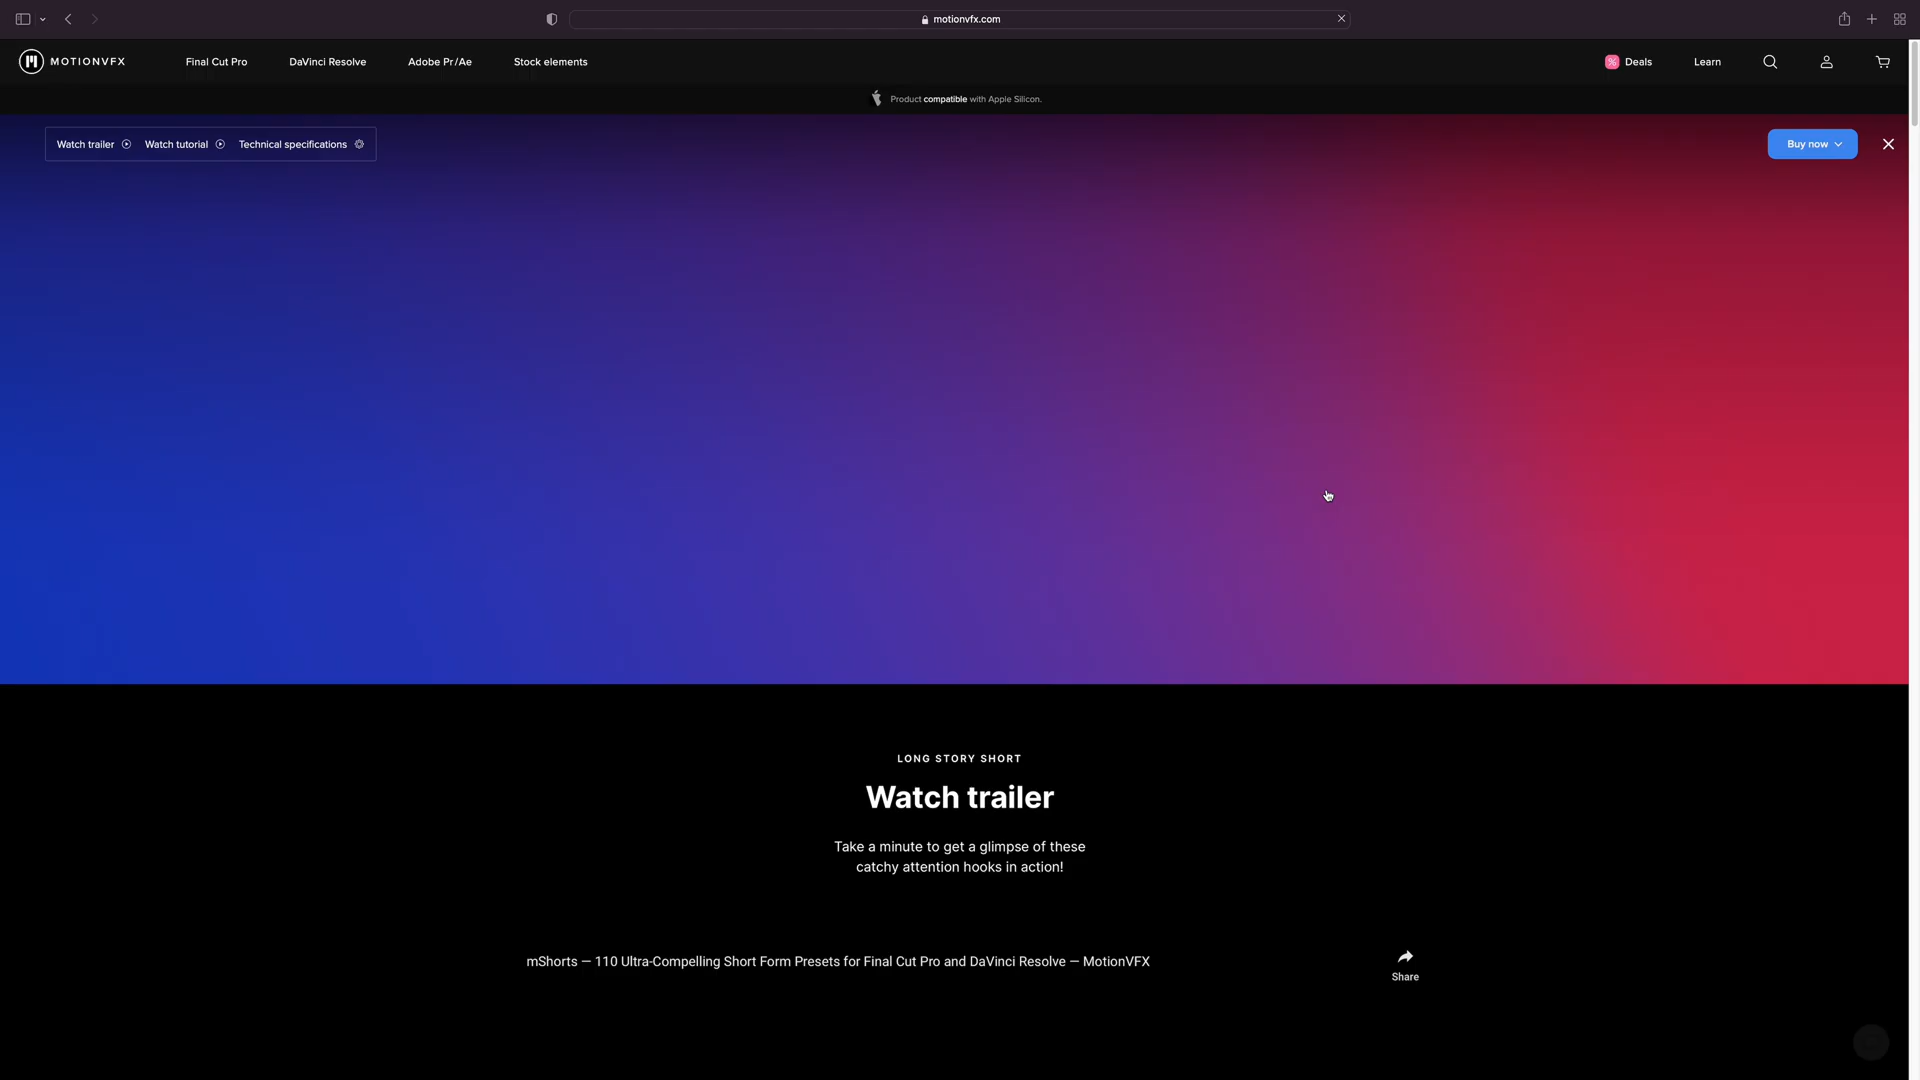 motionvfx.com
MOTIONVFX
Final Cut Pro
DaVinci Resolve
Adobe Pr/Ae
Stock elements
% Deals
Learn
Product compatible with Apple Silicon.
Watch trailer
Watch tutorial
Technical specifications
Buy now
LONG STORY SHORT
Watch trailer
Take a minute to get a glimpse of these
catchy attention hooks in action!
mShorts – 110 Ultra-Compelling Short Form Presets for Final Cut Pro and DaVinci Resolve – MotionVFX
Share